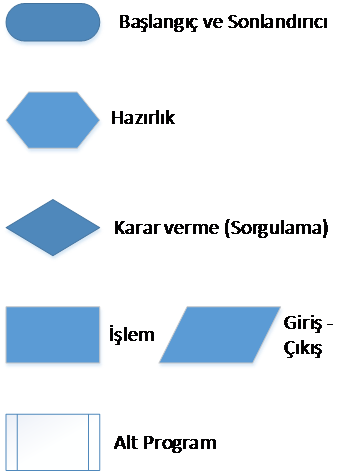 Başlangıç ve Sonlandırıcı
Hazırlık
Karar verme (Sorgulama)
İşlem
Giriş -
Çıkış
Alt Program